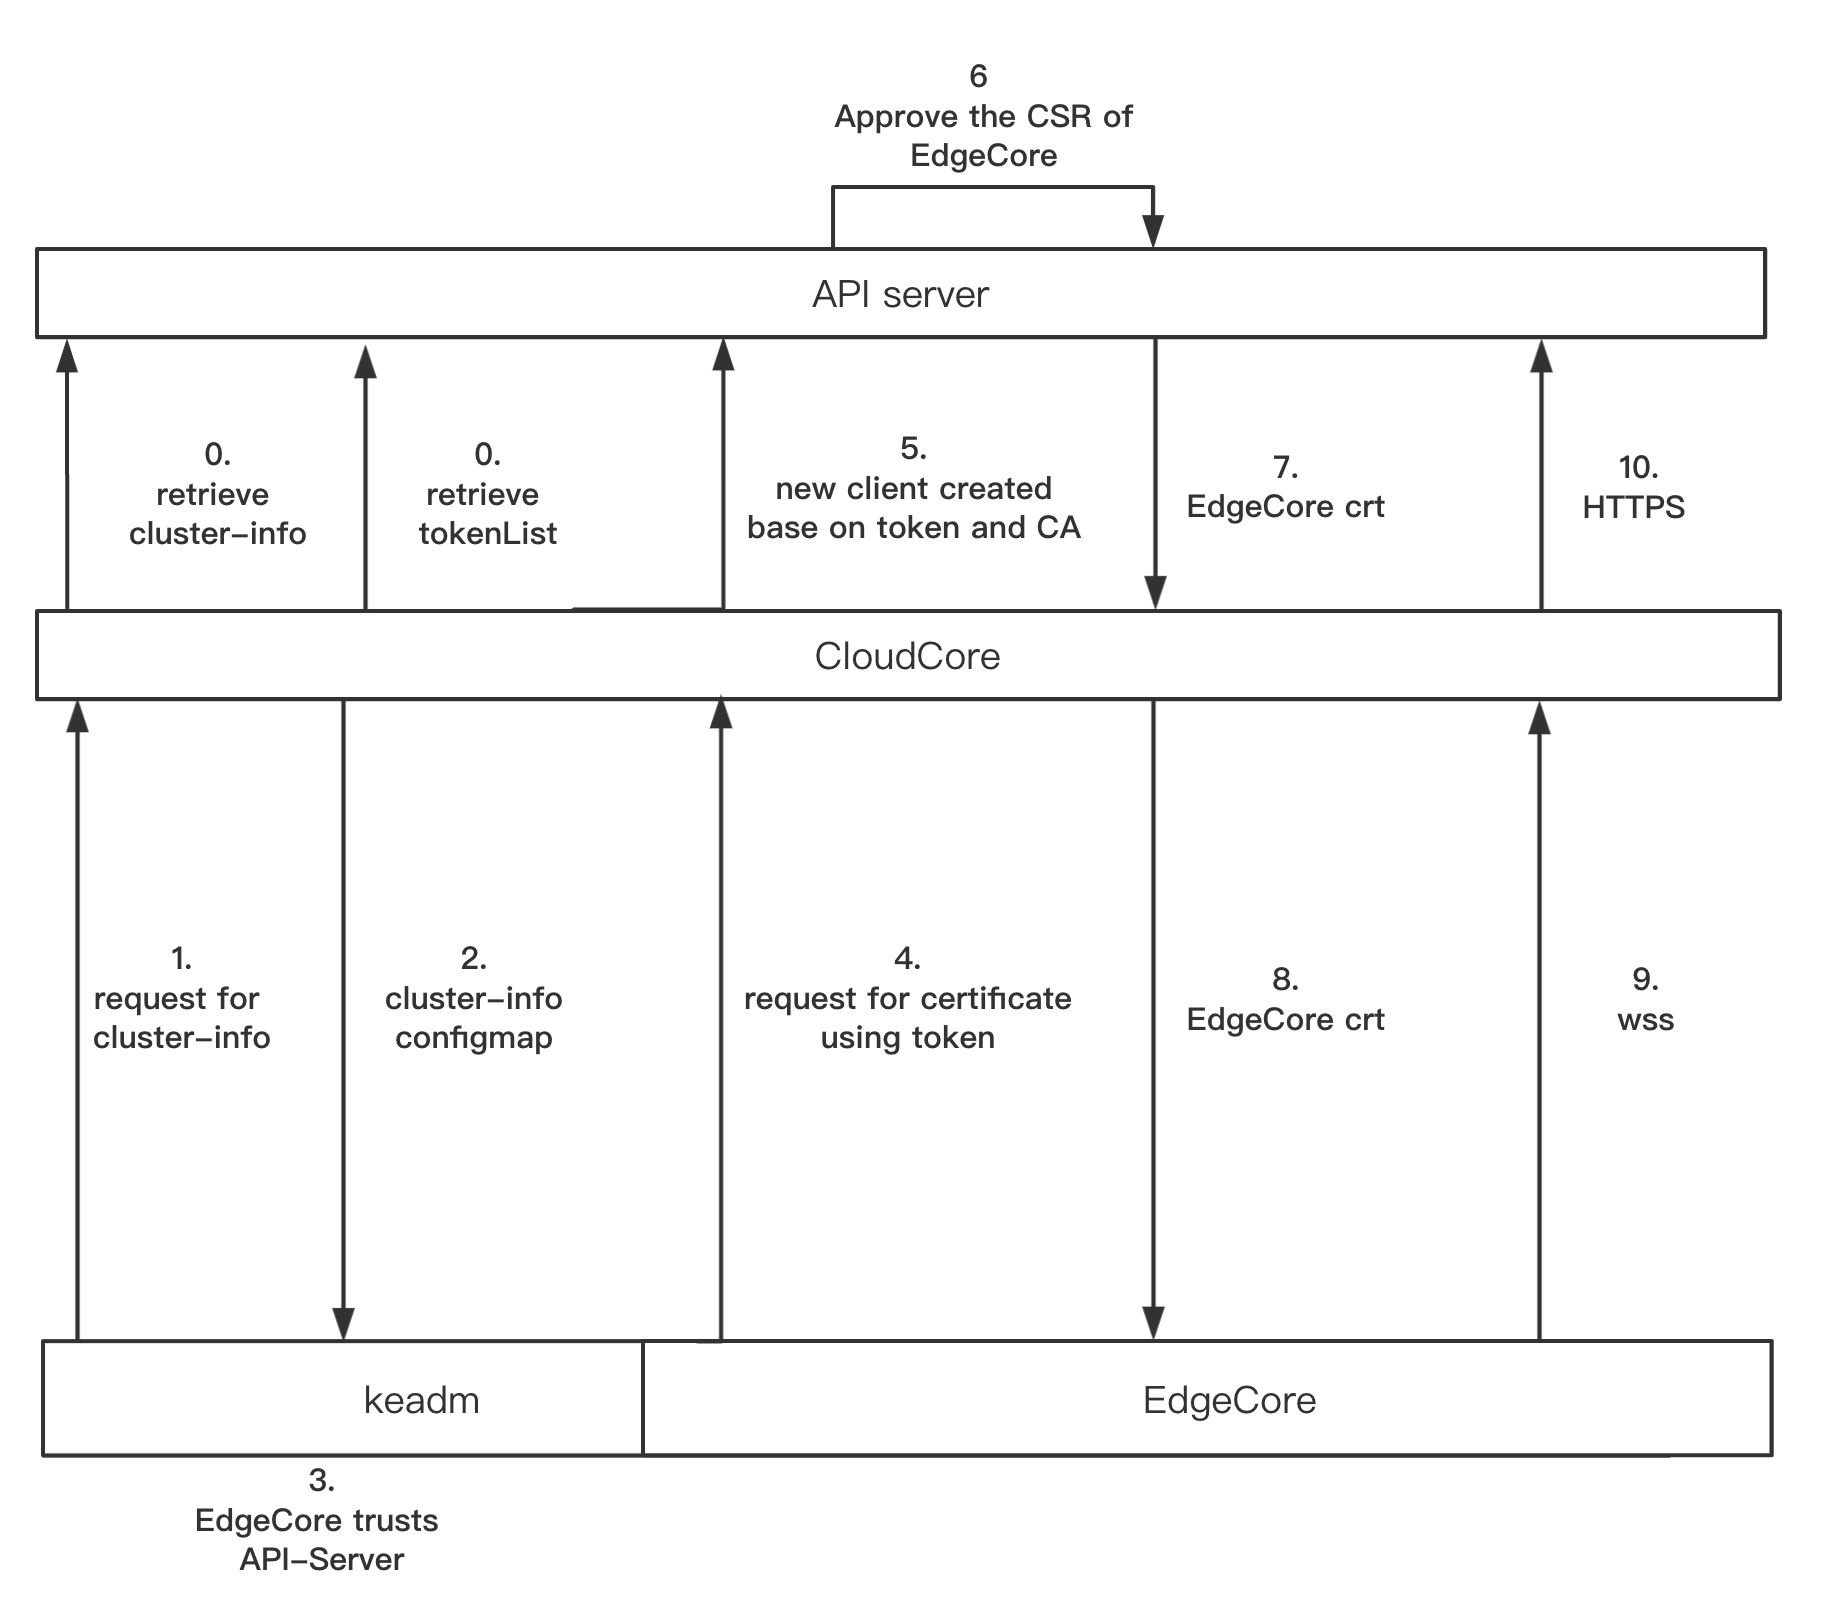 6
Approve the CSR of
EdgeCore
API server
0.
retrieve
cluster–info
0.
retrieve
tokenList
5.
new client created
base on token and CA
7.
EdgeCore crt
10.
HTTPS
CloudCore
1.
request for
cluster–info
2.
cluster–info
configmap
4.
request for certificate
using token
8.
EdgeCore crt
9.
wss
keadm
EdgeCore
3.
EdgeCore trusts
API–Server